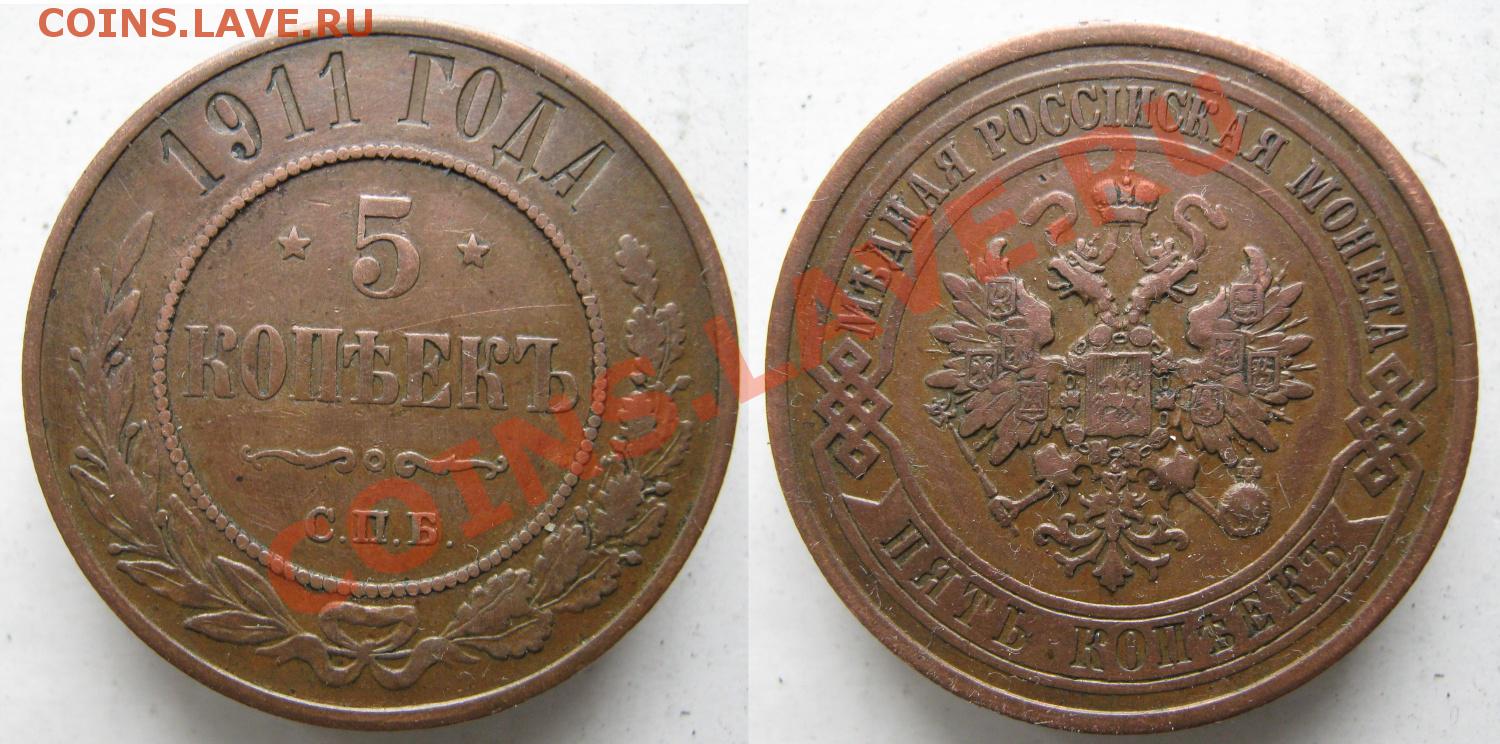 COINS.LAVE.RU
1911 ГОДА
5
КОПѢЕКЪ
С.П.Б.
МѢДНАЯ РОССІЙСКАЯ МОНЕТА
ПЯТЬ КОПѢЕКЪ
COINS.LAVE.RU